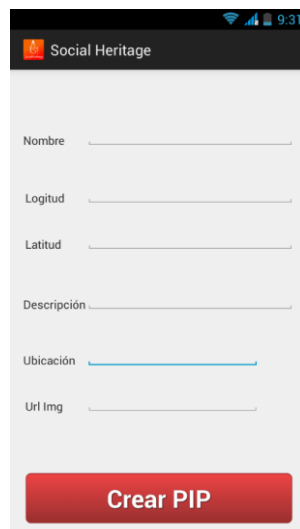 9:31
Social Heritage
Nombre
Logitud
Latitud
Descripción
Ubicación
Url Img
Crear PIP